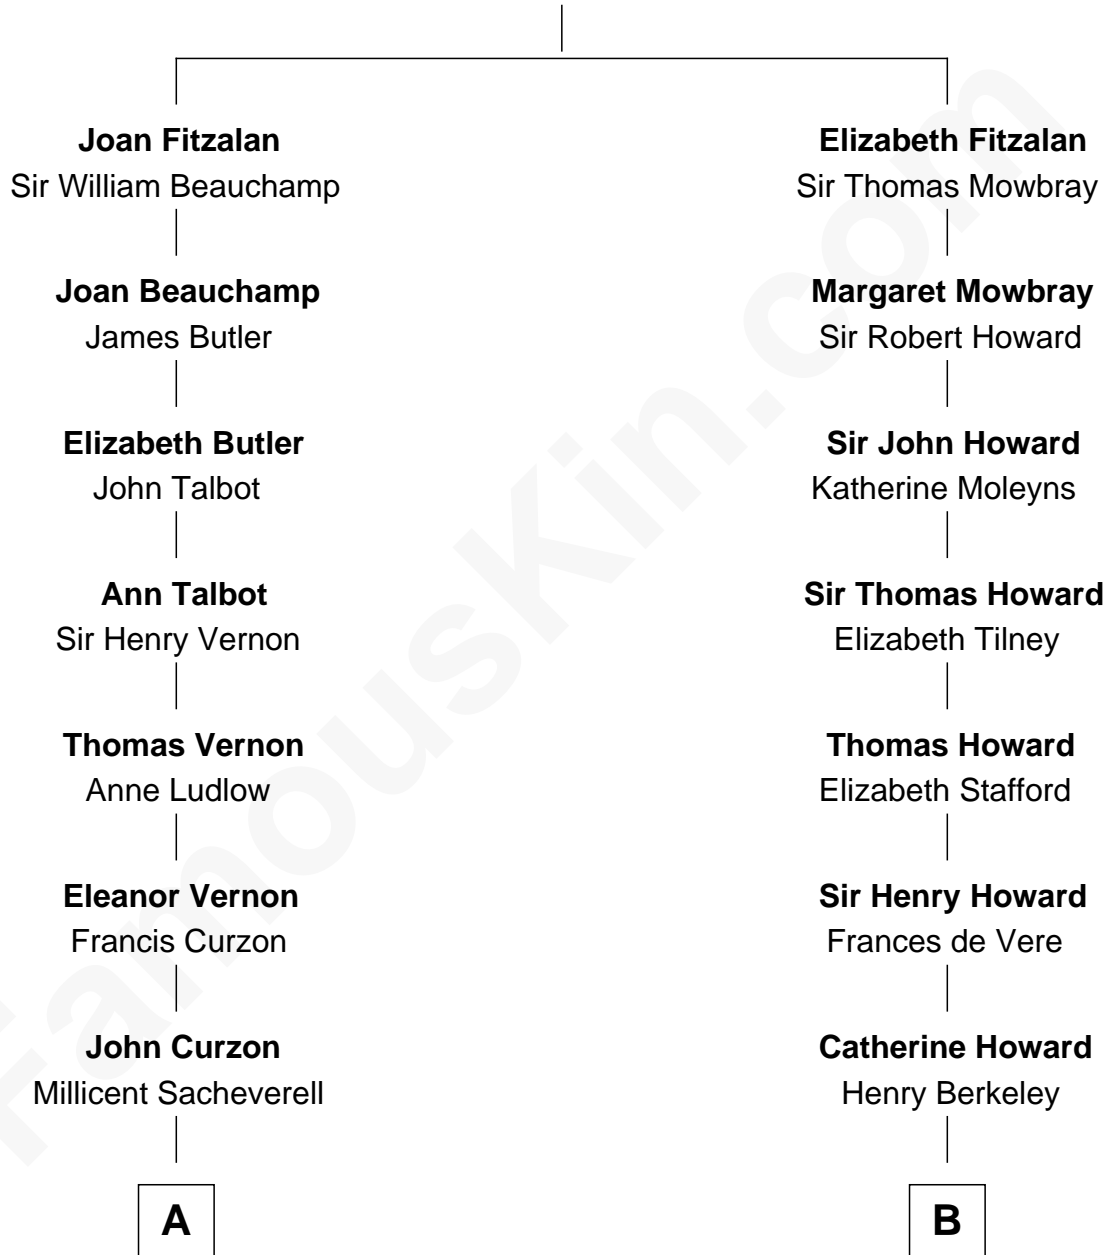 Joan Fitzalan
Sir William Beauchamp
Joan Beauchamp
James Butler
Elizabeth Butler
John Talbot
Ann Talbot
Sir Henry Vernon
Thomas Vernon
Anne Ludlow
Eleanor Vernon
Francis Curzon
John Curzon
Millicent Sacheverell
A
Elizabeth Fitzalan
Sir Thomas Mowbray
Margaret Mowbray
Sir Robert Howard
Sir John Howard
Katherine Moleyns
Sir Thomas Howard
Elizabeth Tilney
Thomas Howard
Elizabeth Stafford
Sir Henry Howard
Frances de Vere
Catherine Howard
Henry Berkeley
B
FamousKin.com